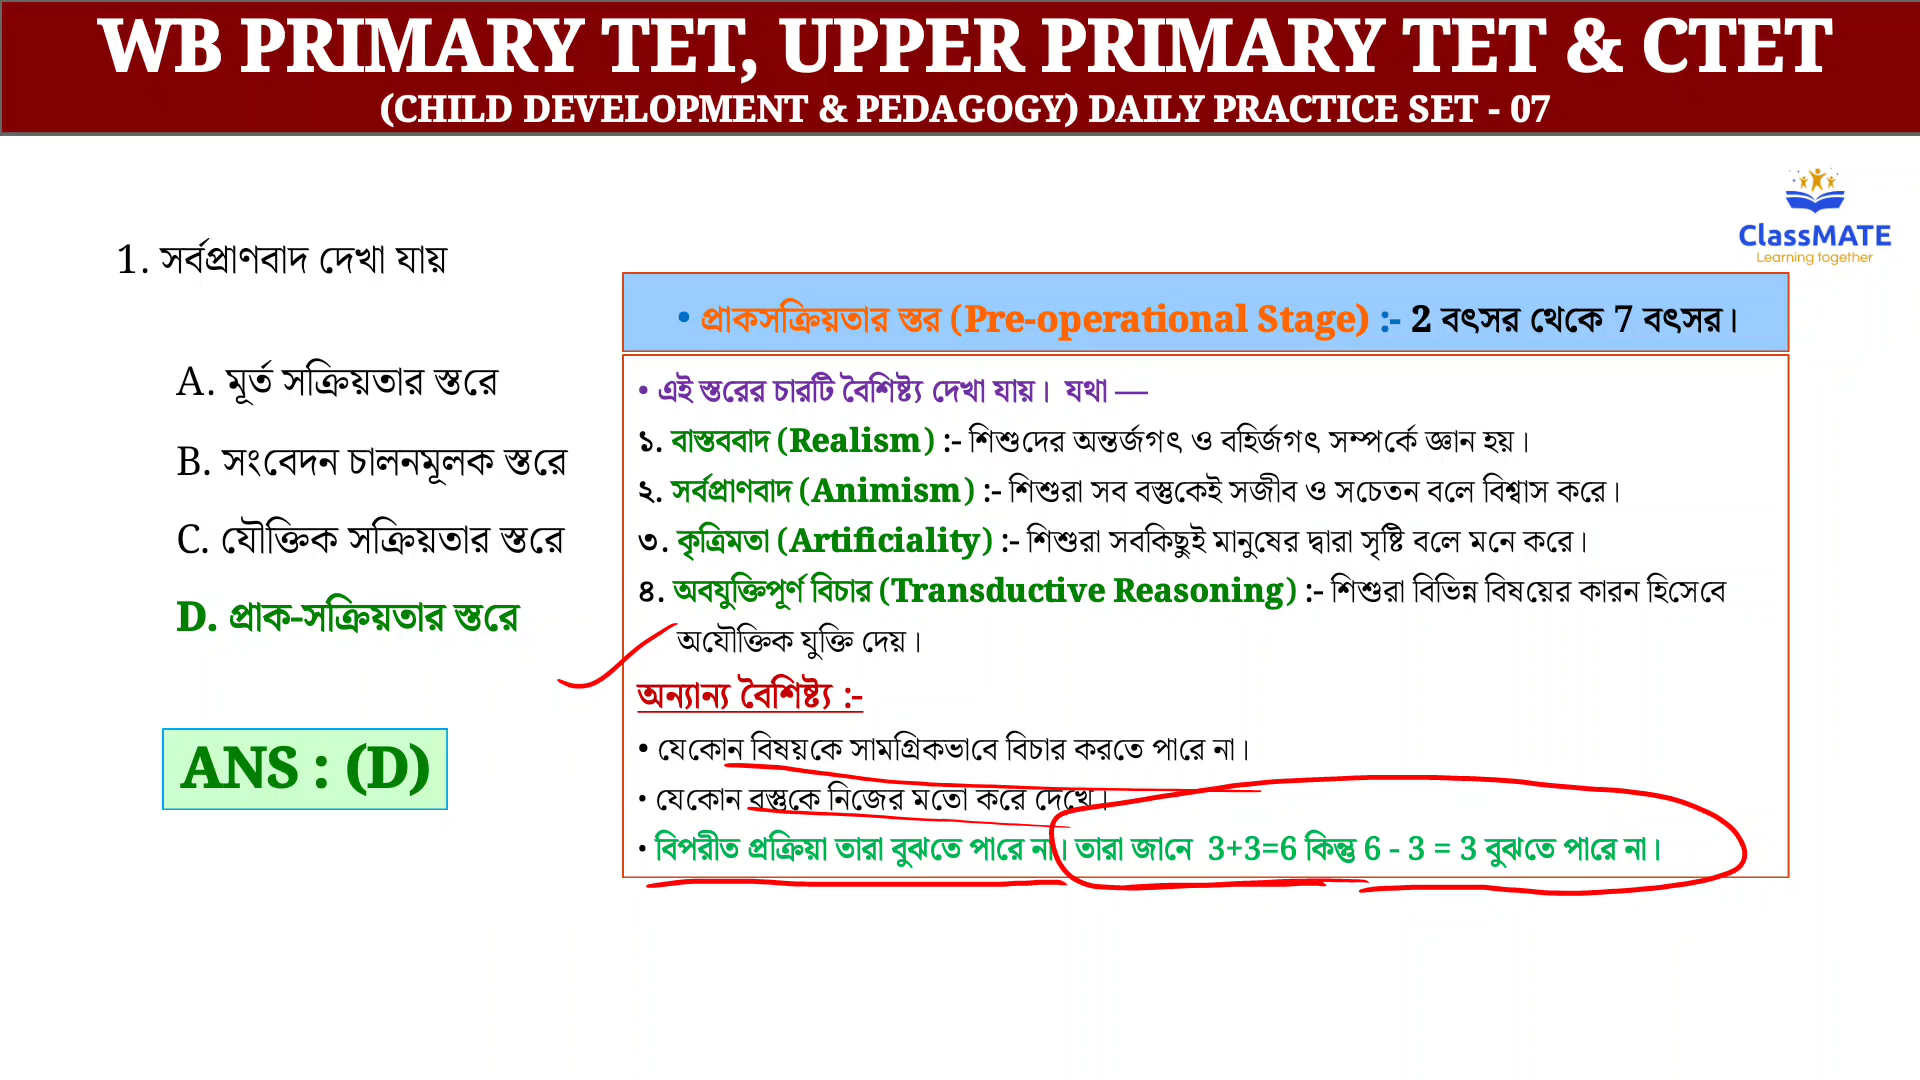 WB PRIMARY TET, UPPER PRIMARY TET & CTET
(CHILD DEVELOPMENT & PEDAGOGY) DAILY PRACTICE SET - 07
ClassMATE
Learning together
1. সর্বপ্রাণবাদ দেখা যায়
A. মূর্ত সক্রিয়তার স্তরে
B. সংবেদন চালনমূলক স্তরে
C. যৌক্তিক সক্রিয়তার স্তরে
D. প্রাক-সক্রিয়তার স্তরে
ANS : (D)
• প্রাকসক্রিয়তার স্তর (Pre-operational Stage) :- 2 বৎসর থেকে 7 বৎসর।
• এই স্তরের চারটি বৈশিষ্ট্য দেখা যায়। যথা —
১. বাস্তববাদ (Realism) :- শিশুদের অন্তর্জগৎ ও বহির্জগৎ সম্পর্কে জ্ঞান হয়।
২. সর্বপ্রাণবাদ (Animism) :- শিশুরা সব বস্তুকেই সজীব ও সচেতন বলে বিশ্বাস করে।
৩. কৃত্রিমতা (Artificiality) :- শিশুরা সবকিছুই মানুষের দ্বারা সৃষ্টি বলে মনে করে।
৪. অবযুক্তিপূর্ণ বিচার (Transductive Reasoning) :- শিশুরা বিভিন্ন বিষয়ের কারন হিসেবে
অযৌক্তিক যুক্তি দেয়।
অন্যান্য বৈশিষ্ট্য :-
• যেকোন বিষয়কে সামগ্রিকভাবে বিচার করতে পারে না।
• যেকোন বস্তুকে নিজের মতো করে দেখে।
• বিপরীত প্রক্রিয়া তারা বুঝতে পারে না। তারা জানে 3+3=6 কিন্তু 6 - 3 = 3 বুঝতে পারে না।